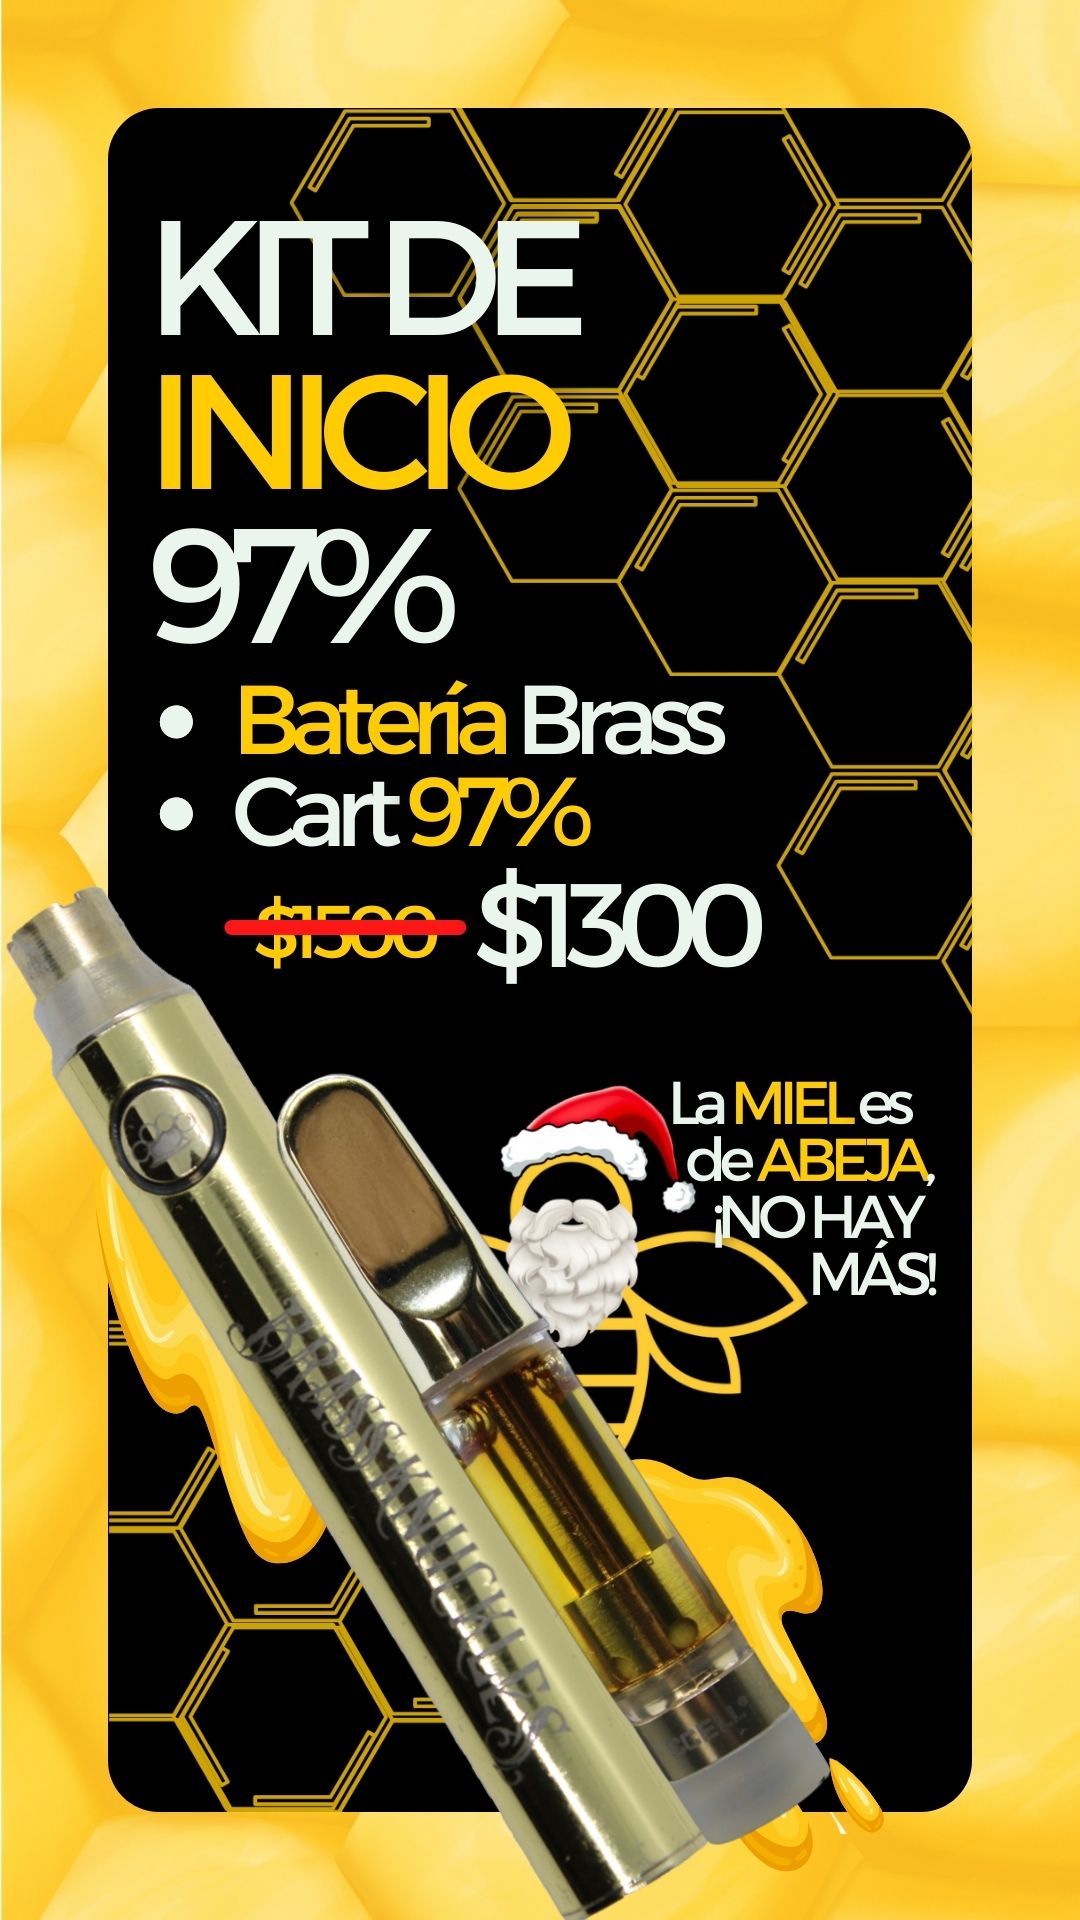 KIT DE
INICIO
97%
• Batería Brass
• Cart 97%
$1500 $1300
La MIEL es
de ABEJA,
¡NO HAY
MÁS!
BRASS KNUCKLES
CCELL®